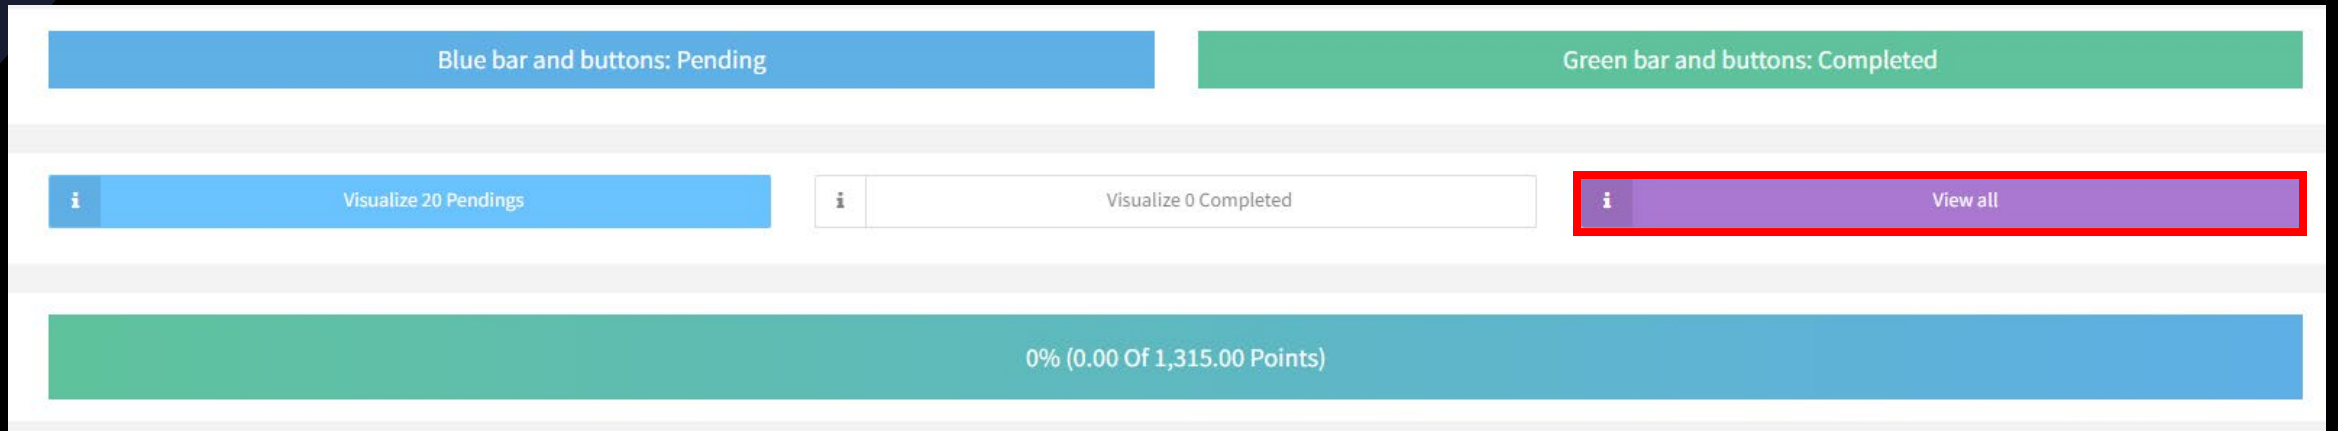 Blue bar and buttons: Pending
Green bar and buttons: Completed
i Visualize 20 Pendings
i Visualize 0 Completed
i View all
0% (0.00 Of 1,315.00 Points)